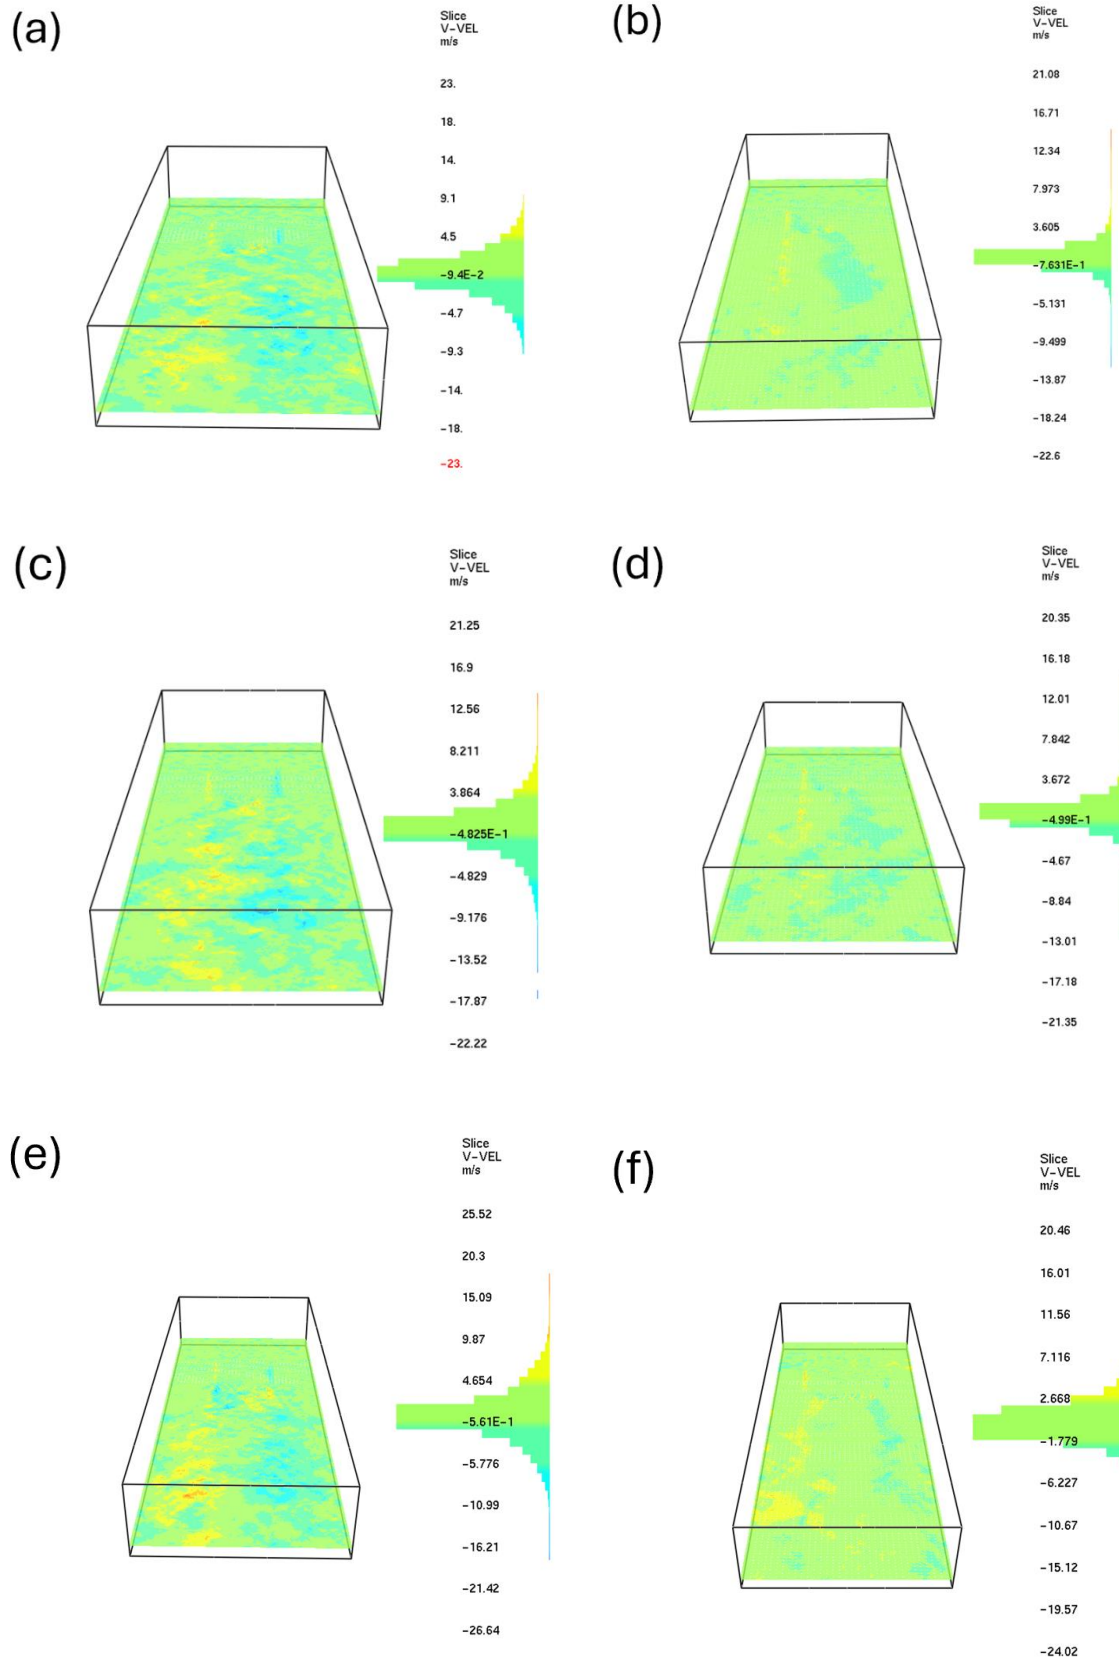 (a)
Slice
V-VEL
m/s
23.
18.
14.
9.1
4.5
-9.4E-2
-4.7
-9.3
-14.
-18.
-23.
(b)
Slice
V-VEL
m/s
21.08
16.71
12.34
7.973
3.605
-7.631E-1
-5.131
-9.499
-13.87
-18.24
-22.6
(c)
Slice
V-VEL
m/s
21.25
16.9
12.56
8.211
3.864
-4.825E-1
-4.829
-9.176
-13.52
-17.87
-22.22
(d)
Slice
V-VEL
m/s
20.35
16.18
12.01
7.842
3.672
-4.99E-1
-4.67
-8.84
-13.01
-17.18
-21.35
(e)
Slice
V-VEL
m/s
25.52
20.3
15.09
9.87
4.654
-5.61E-1
-5.776
-10.99
-16.21
-21.42
-26.64
(f)
Slice
V-VEL
m/s
20.46
16.01
11.56
7.116
2.668
-1.779
-6.227
-10.67
-15.12
-19.57
-24.02